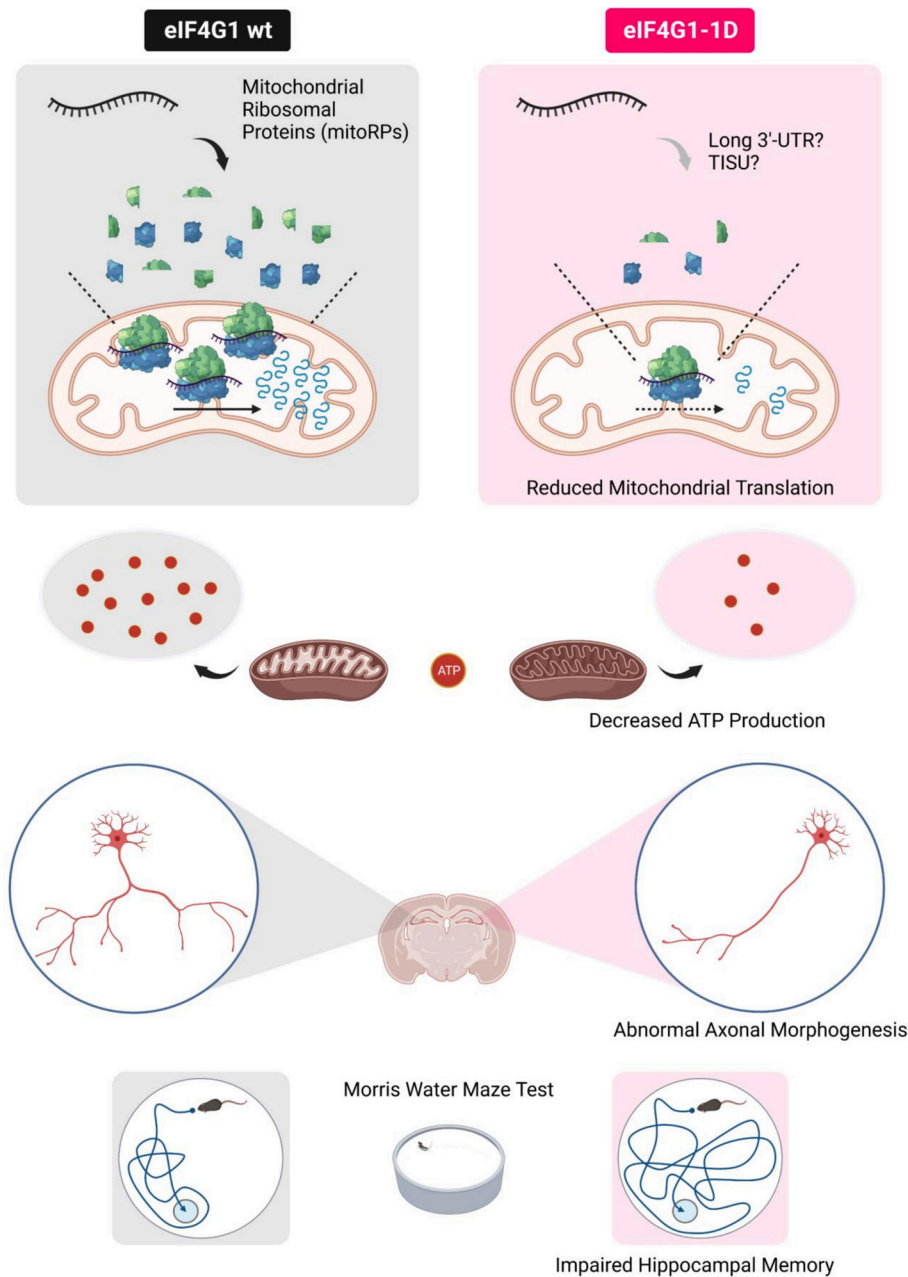 eIF4G1 wt
eIF4G1-1D
Mitochondrial
Ribosomal
Proteins (mitoRPs)
Long 3'-UTR?
TISU?
Reduced Mitochondrial Translation
ATP
Decreased ATP Production
Abnormal Axonal Morphogenesis
Morris Water Maze Test
Impaired Hippocampal Memory